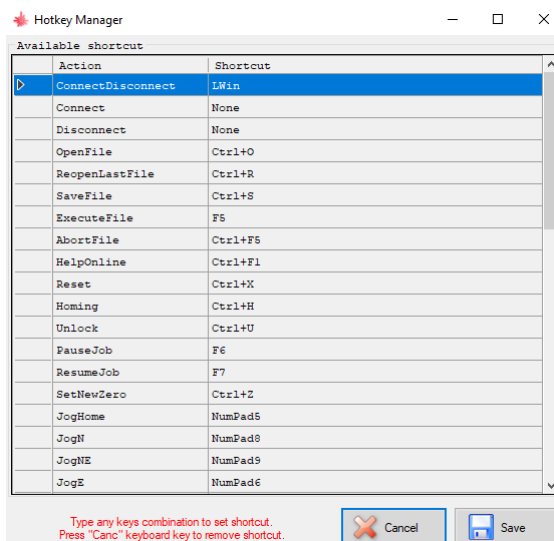 Hotkey Manager
Available shortcut
Action Shortcut
ConnectDisconnect LWin
Connect None
Disconnect None
OpenFile Ctrl+O
ReopenLastFile Ctrl+R
SaveFile Ctrl+S
ExecuteFile F5
AbortFile Ctrl+F5
HelpOnline Ctrl+F1
Reset Ctrl+X
Homing Ctrl+H
Unlock Ctrl+U
PauseJob F6
ResumeJob F7
SetNewZero Ctrl+Z
JogHome NumPad5
JogN NumPad8
JogNE NumPad9
JogE NumPad6
Type any keys combination to set shortcut.
Press "Canc" keyboard key to remove shortcut.
Cancel Save